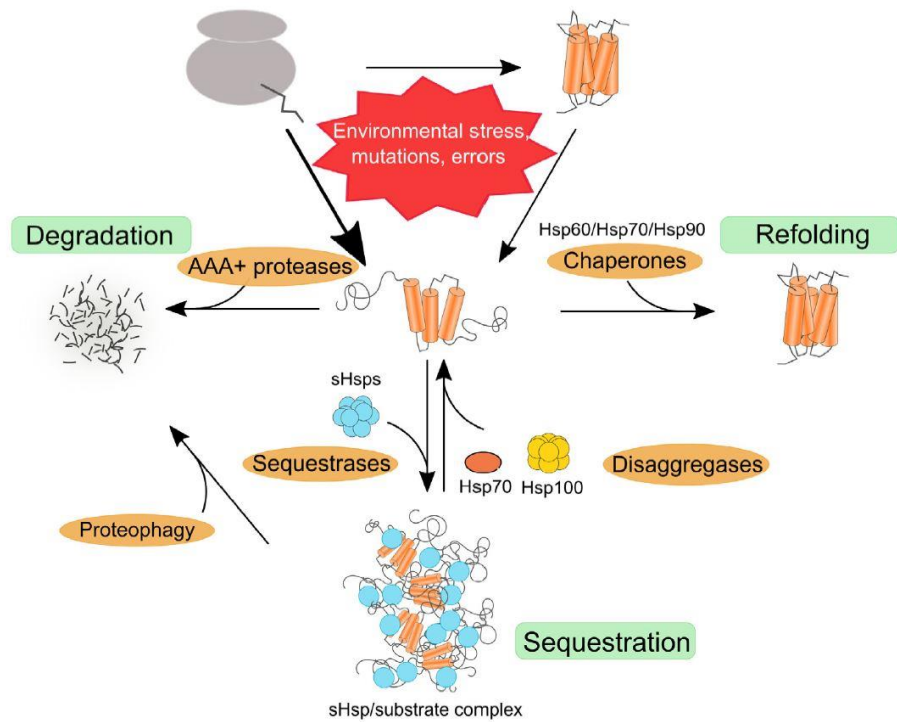 Environmental stress,
mutations, errors
Degradation
Hsp60/Hsp70/Hsp90
Refolding
AAA+ proteases
Chaperones
sHsps
Sequestrases
Hsp70
Hsp100
Disaggregases
Proteophagy
Sequestration
sHsp/substrate complex